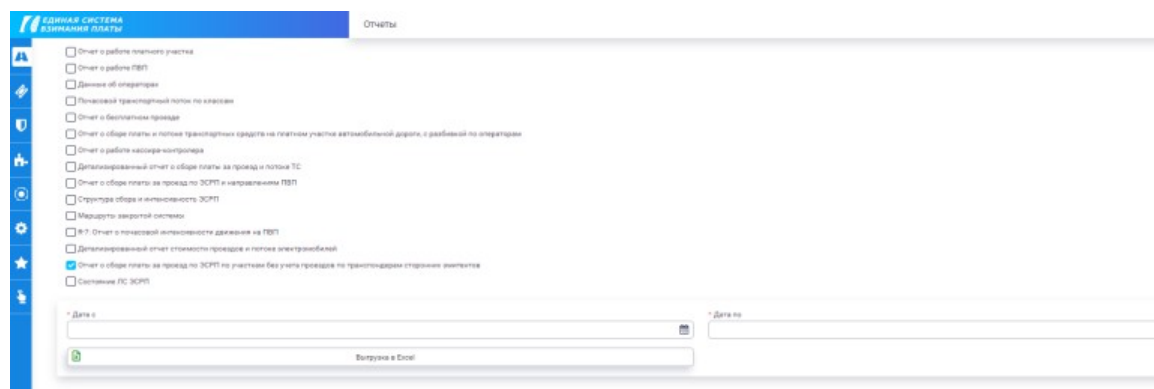 ЕДИНАЯ СИСТЕМА
ВЗИМАНИЯ ПЛАТЫ
Отчеты
Отчет о работе платного участка
Отчет о работе ПВП
Данные об операторах
Почасовой транспортный поток по классам
Отчет о бесплатном проезде
Отчет о сборе платы и потоке транспортных средств на платном участке автомобильной дороги, с разбивкой по операторам
Отчет о работе кассира-контролера
Детализированный отчет о сборе платы за проезд и потоке ТС
Отчет о сборе платы за проезд по ЭСРП и направлениям ПВП
Структура сбора и интенсивность ЭСРП
Маршруты закрытой системы
9.7. Отчет о почасовой интенсивности движения на ПВП
Детализированный отчет стоимости проездов и потоке электромобилей
Отчет о сборе платы за проезд по ЭСРП по участкам без учета проездов по транспондерам сторонних эмитентов
Состояние ЛС ЭСРП
* Дата с
* Дата по
Выгрузка в Excel